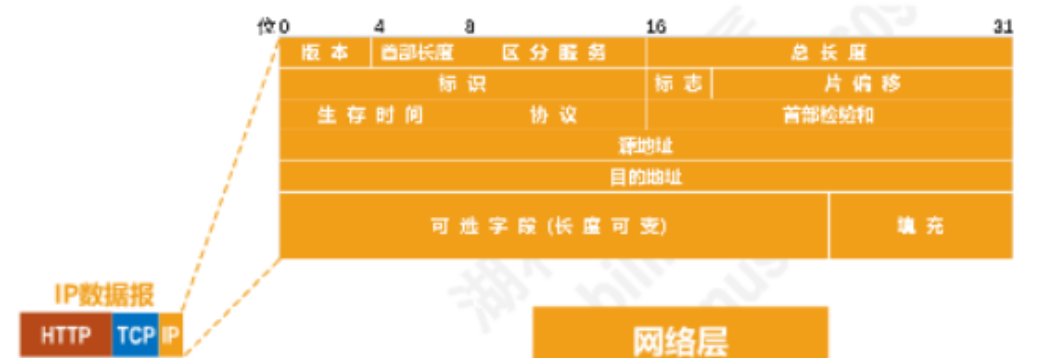 位 0 4 8 16 31
版本 首部长度 区分服务 总长度
标识 标志 片偏移
生存时间 协议 首部检验和
源地址
目的地址
可选字段(长度可变) 填充
IP数据报
HTTP TCP IP
网络层